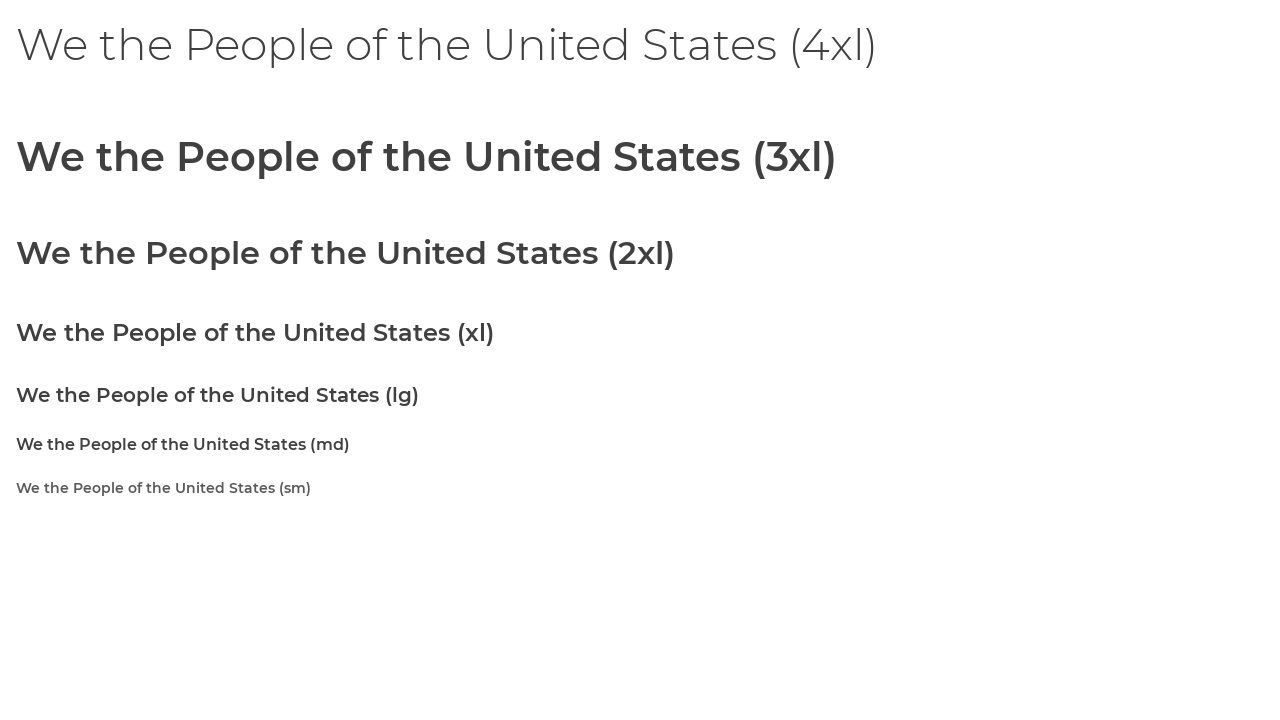 We the People of the United States (4xl)
We the People of the United States (3xl)
We the People of the United States (2xl)
We the People of the United States (xl)
We the People of the United States (lg)
We the People of the United States (md)
We the People of the United States (sm)